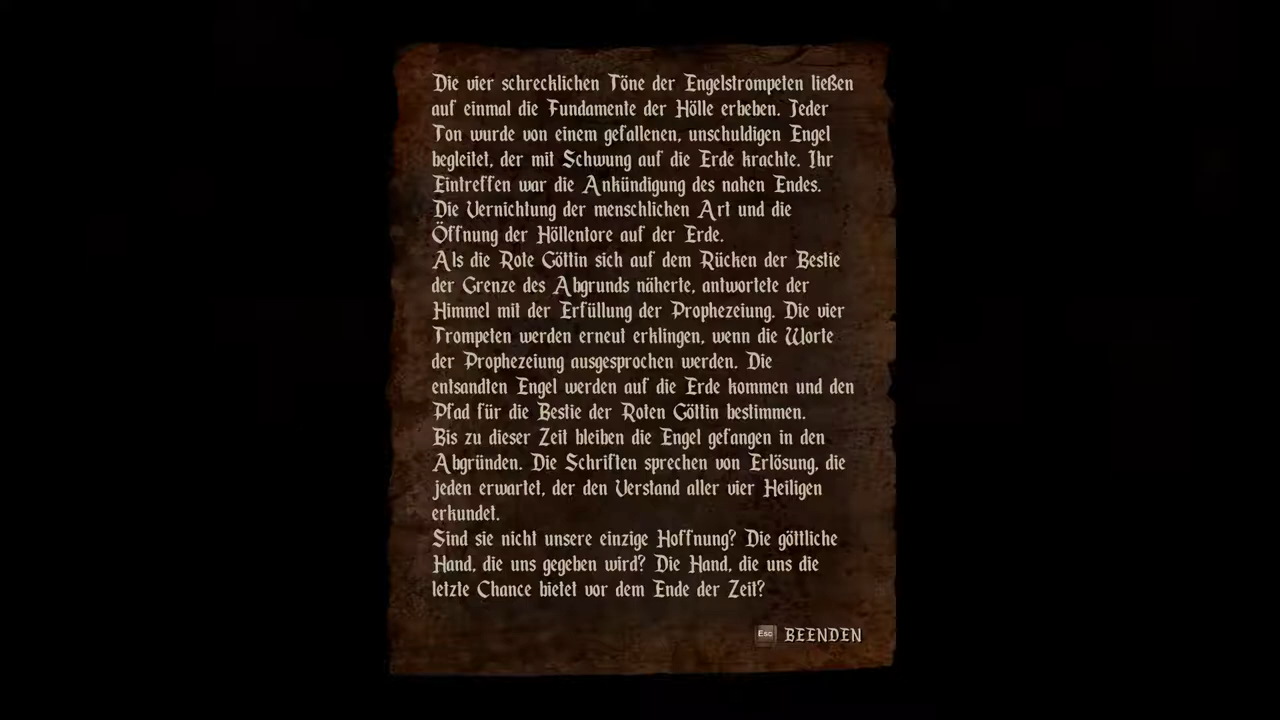 Die vier schrecklichen Töne der Engelstrompeten ließen
auf einmal die Fundamente der Hölle erbeben. Jeder
Ton wurde von einem gefallenen, unschuldigen Engel
begleitet, der mit Schwung auf die Erde krachte. Ihr
Eintreffen war die Ankündigung des nahen Endes.
Die Vernichtung der menschlichen Art und die
Öffnung der Höllentore auf der Erde.
Als die Rote Göttin sich auf dem Rücken der Bestie
der Grenze des Abgrunds näherte, antwortete der
Himmel mit der Erfüllung der Prophezeiung. Die vier
Trompeten werden erneut erklingen, wenn die Worte
der Prophezeiung ausgesprochen werden. Die
entsandten Engel werden auf die Erde kommen und den
Pfad für die Bestie der Roten Göttin bestimmen.
Bis zu dieser Zeit bleiben die Engel gefangen in den
Abgründen. Die Schriften sprechen von Erlösung, die
jeden erwartet, der den Verstand aller vier Heiligen
erkundet.
Sind sie nicht unsere einzige Hoffnung? Die göttliche
Hand, die uns gegeben wird? Die Hand, die uns die
letzte Chance bietet vor dem Ende der Zeit?
Esc BEENDEN